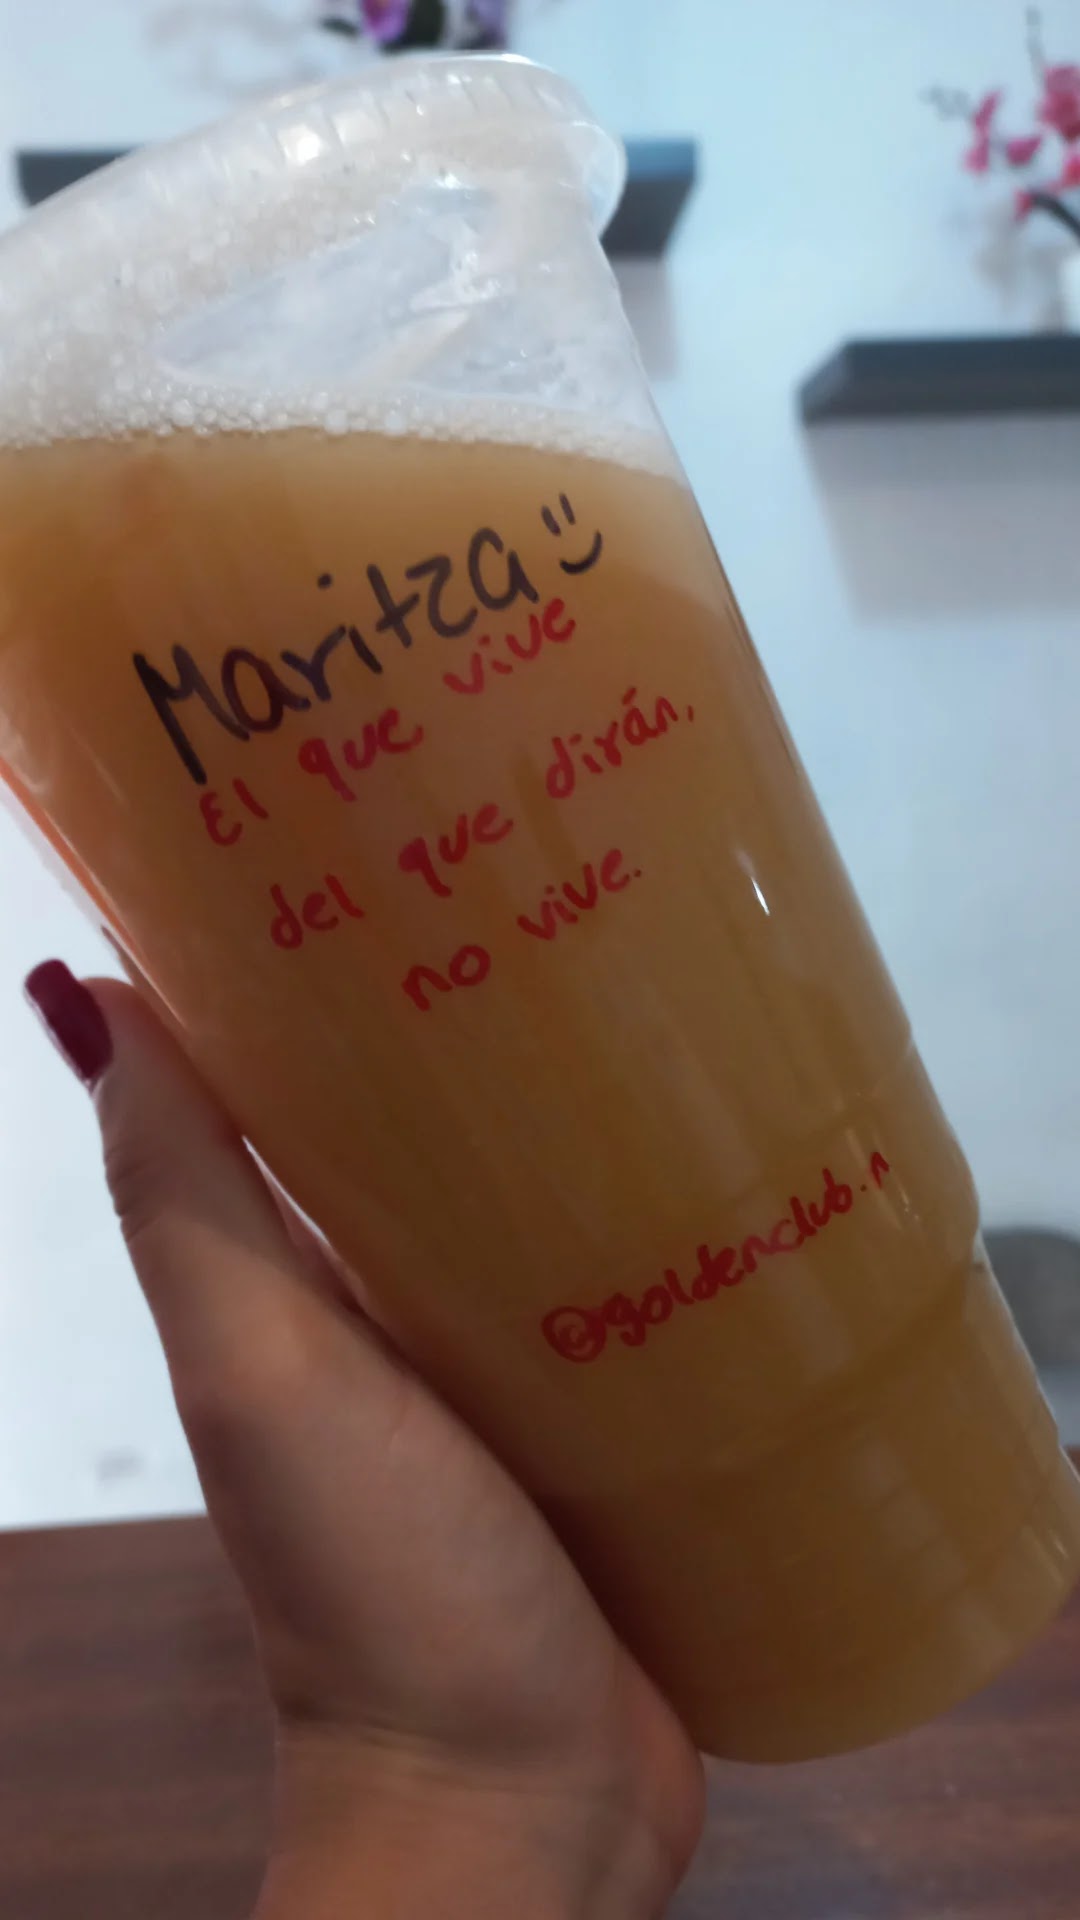 Maritza
El que vive
del que dirán,
no vive.
@goldenclub.n